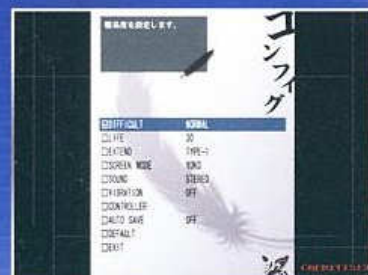 難易度を設定します。
コンフィグ
DIFFICULT NORMAL
LIFE 30
EXTEND TYPE-1
SCREEN MODE YOKO
SOUND STEREO
VIBRATION OFF
CONTROLLER
AUTO SAVE OFF
DEFAULT
EXIT